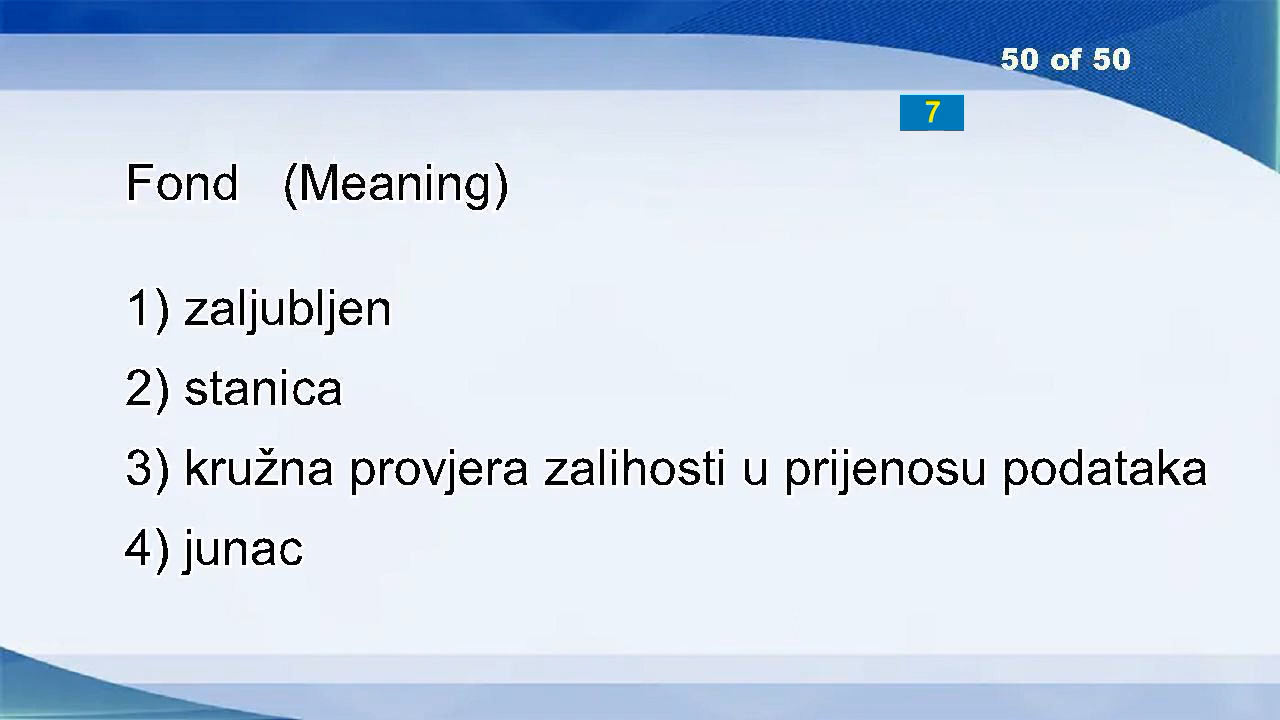 50 of 50
7
Fond (Meaning)
1) zaljubljen
2) stanica
3) kružna provjera zalihosti u prijenosu podataka
4) junac